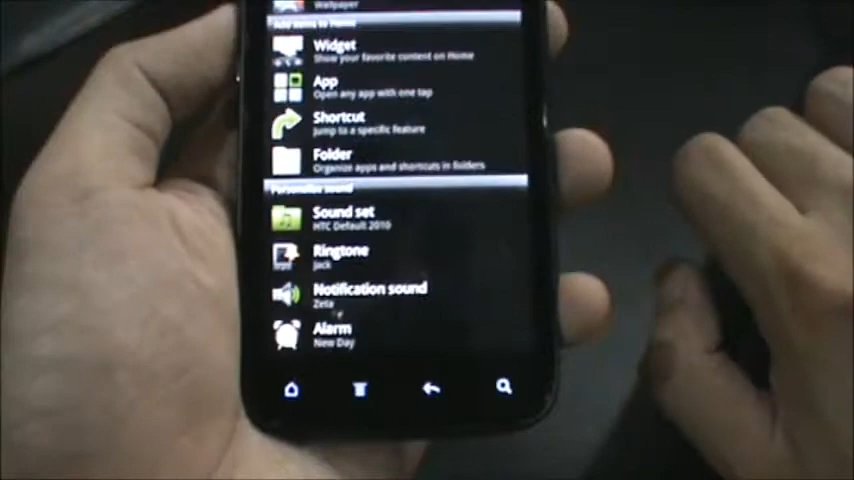 Wallpaper
Add items to Home
Widget
Show your favorite content on Home
App
Open any app with one tap
Shortcut
Jump to a specific feature
Folder
Organize apps and shortcuts in folders
Personalize sound
Sound set
HTC Default 2010
Ringtone
Jack
Notification sound
Zeta
Alarm
New Day